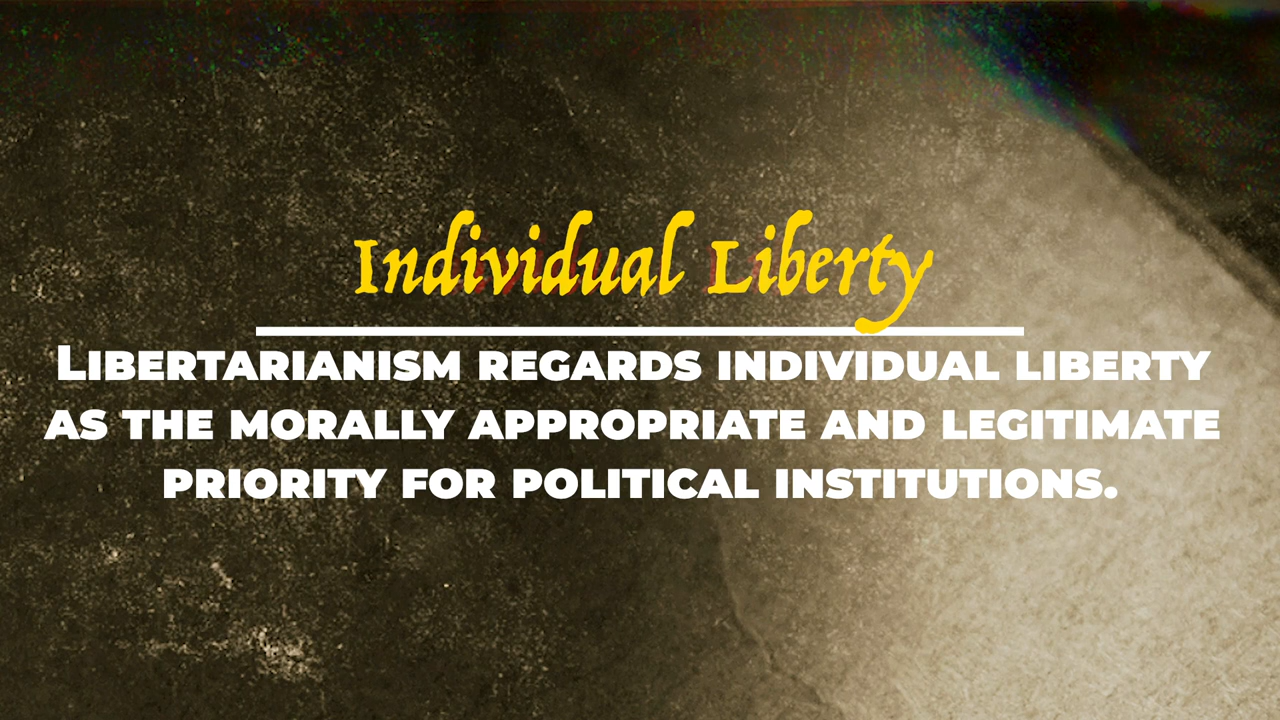 Individual Liberty
Libertarianism regards individual liberty
as the morally appropriate and legitimate
priority for political institutions.